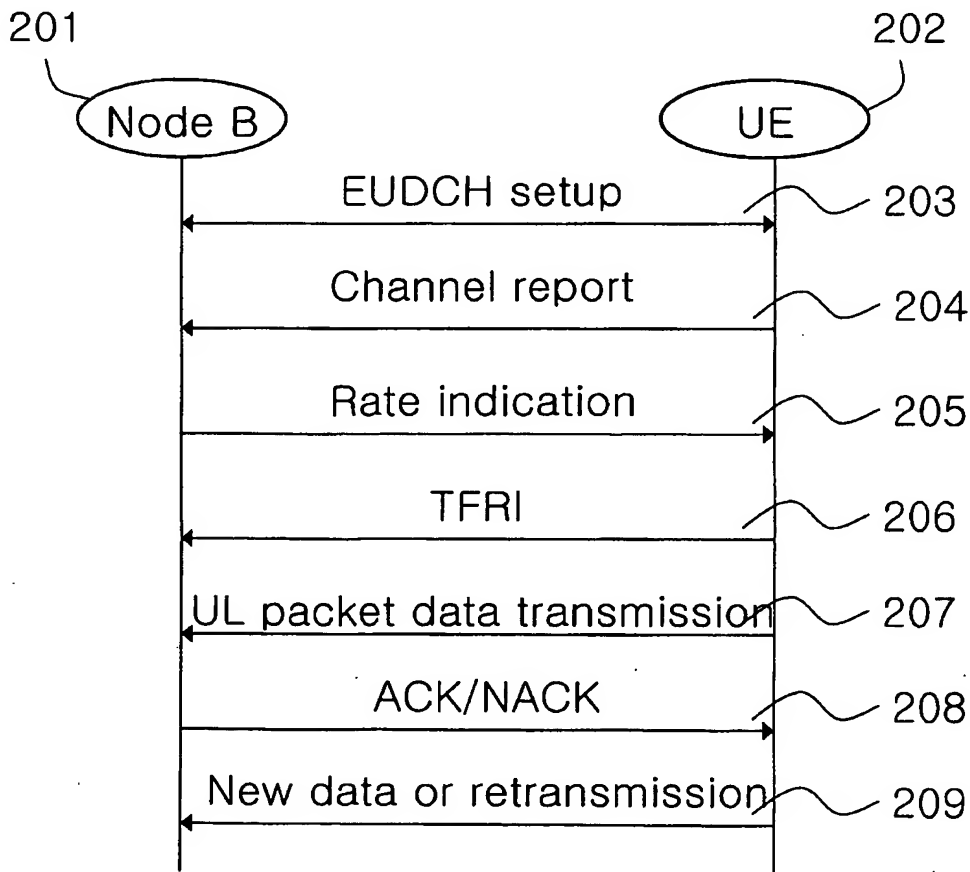 201
202
Node B
UE
EUDCH setup
203
Channel report
204
Rate indication
205
TFRI
206
UL packet data transmission
207
ACK/NACK
208
New data or retransmission
209